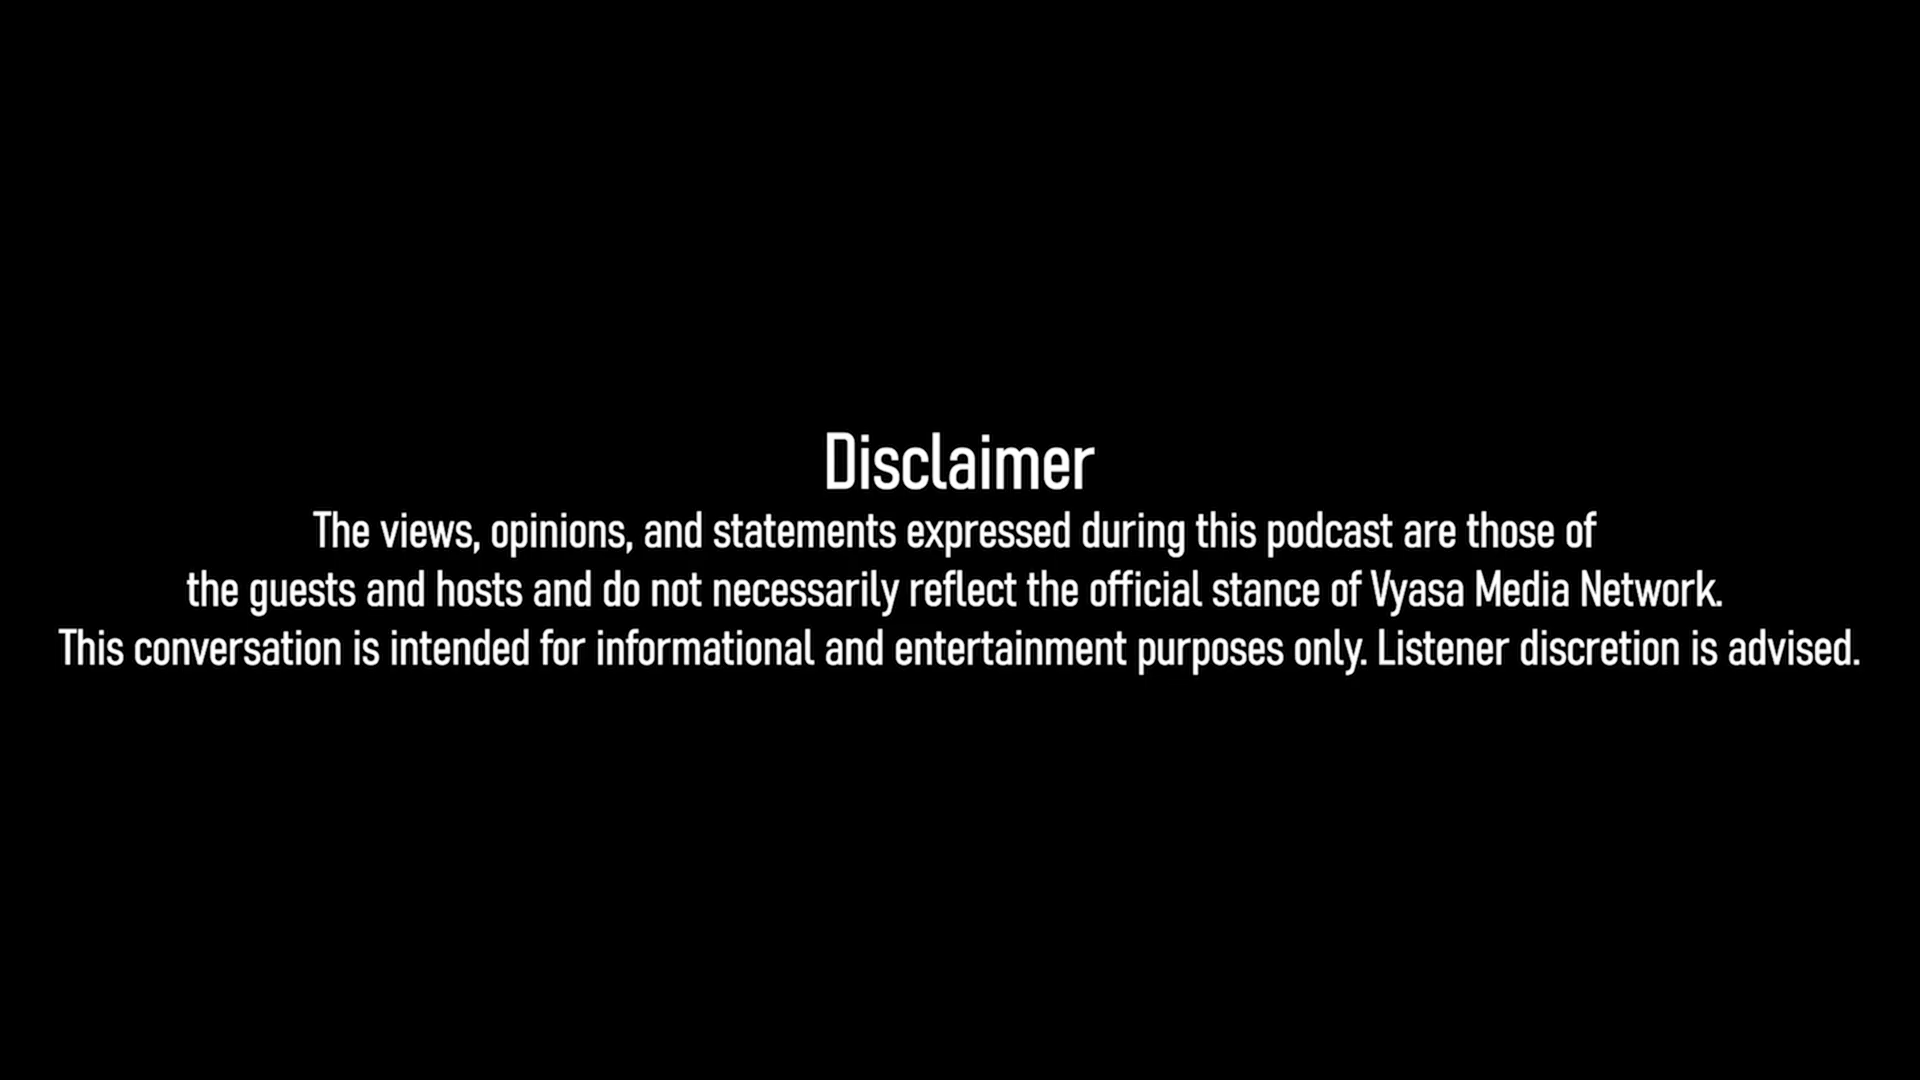 Disclaimer
The views, opinions, and statements expressed during this podcast are those of
the guests and hosts and do not necessarily reflect the official stance of Vyasa Media Network.
This conversation is intended for informational and entertainment purposes only. Listener discretion is advised.